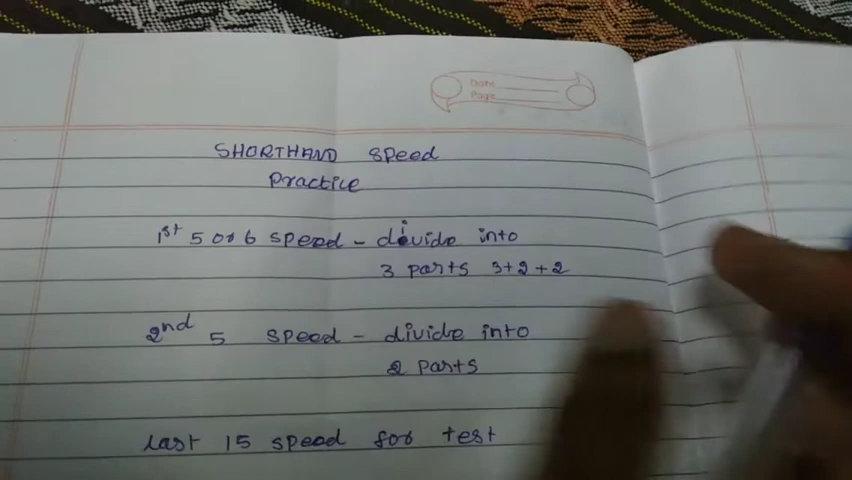 Date
Page
SHORTHAND speed
Practice
1st 5 or 6 speed - divide into
3 parts 3+2+2
2nd 5 speed - divide into
2 parts
last 15 speed for test